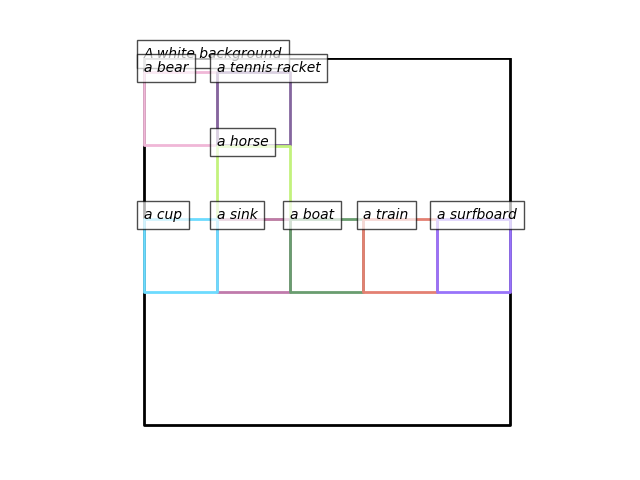 A white background
a bear
a tennis racket
a horse
a cup
a sink
a boat
a train
a surfboard